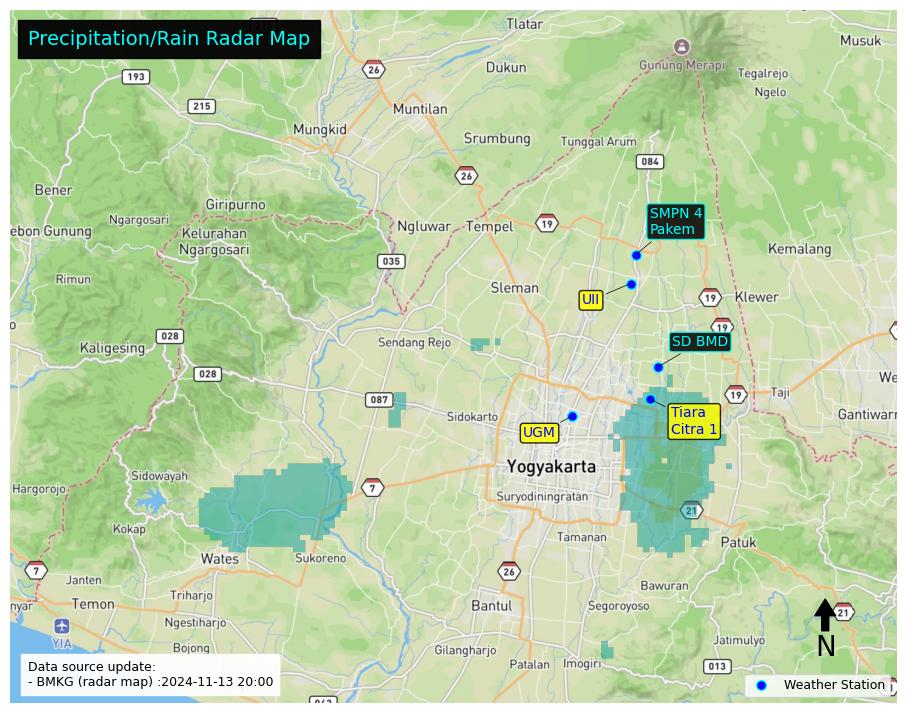 Precipitation/Rain Radar Map
Tlatar
Musuk
Gunung Merapi
26
Dukun
Tegalrejo
193
Ngelo
215
Muntilan
Mungkid
Srumbung
Tunggal Arum
084
26
Bener
Giripurno
SMPN 4
Pakem
Ngargosari
Ngluwar
Tempel
19
ebon Gunung
Kelurahan
Ngargosari
Kemalang
035
Rimun
Sleman
UII
19
Klewer
19
028
Sendang Rejo
SD BMD
Kaligesing
028
We
087
19
Taji
Sidokarto
Tiara
Citra 1
Gantiwarn
UGM
Yogyakarta
Sidowayah
Hargorojo
7
Suryodiningratan
21
Kokap
Tamanan
Patuk
Wates
Sukoreno
7
26
Janten
Bawuran
Triharjo
nyar
Temon
Bantul
Segoroyoso
21
Ngestiharjo
YIA
Jatimulyo
N
Bojong
Gilangharjo
Patalan
Imogiri
013
Data source update:
- BMKG (radar map) :2024-11-13 20:00
Weather Station